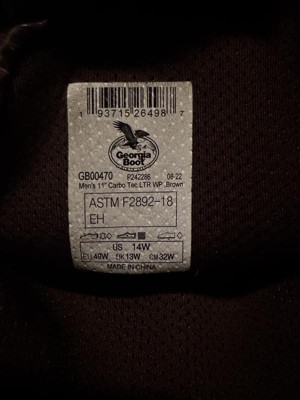 1 93715 26498 7
Georgia
Boot
GB00470 P242286 08-22
Men's 11" Carbo Tec LTR WP ,Brown
ASTM F2892-18
EH
US 14W
EU 49W UK 13W CM 32W
MADE IN CHINA